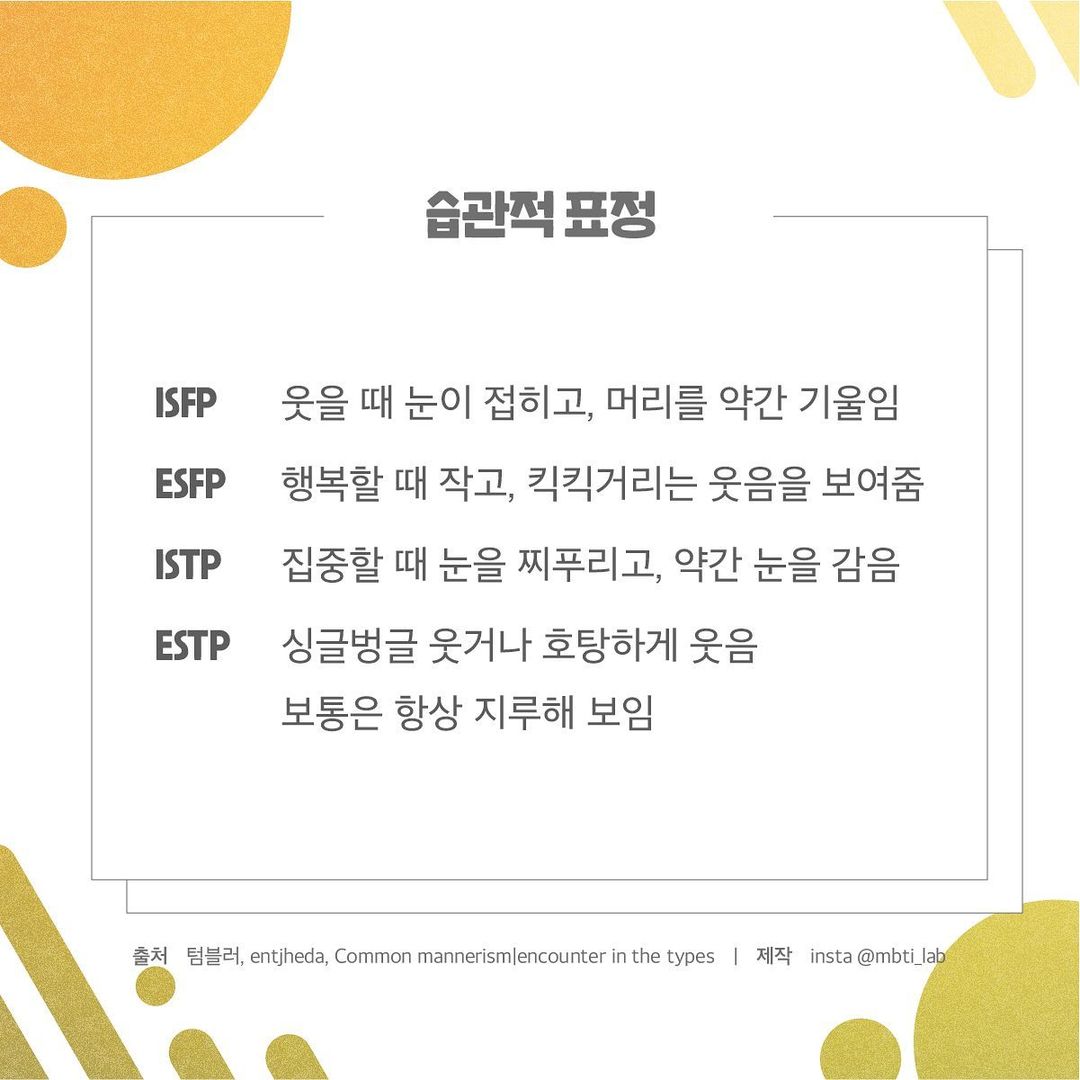 습관적 표정
ISFP 웃을 때 눈이 접히고, 머리를 약간 기울임
ESFP 행복할 때 작고, 킥킥거리는 웃음을 보여줌
ISTP 집중할 때 눈을 찌푸리고, 약간 눈을 감음
ESTP 싱글벙글 웃거나 호탕하게 웃음
보통은 항상 지루해 보임
출처 텀블러, entjheda, Common mannerism|encounter in the types | 제작 insta @mbti_lab